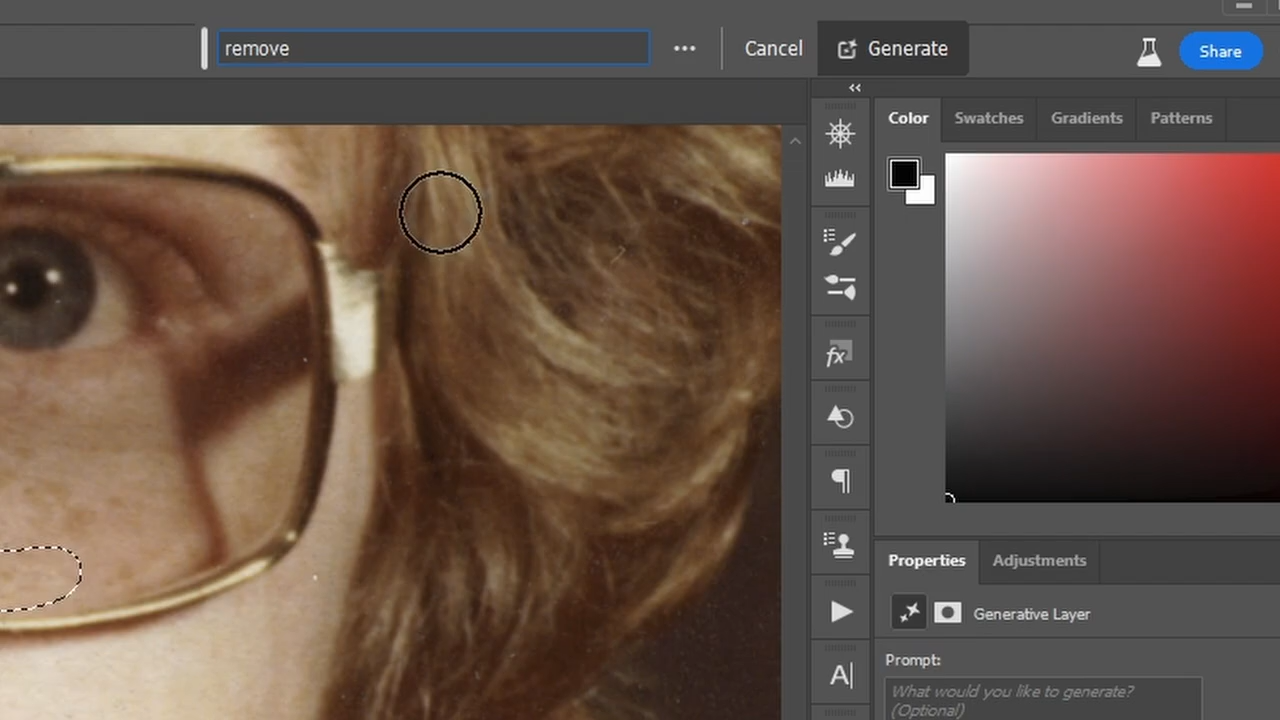 remove
Cancel
Generate
Share
Color
Swatches
Gradients
Patterns
fx
A
Properties
Adjustments
Generative Layer
Prompt:
What would you like to generate?
(Optional)